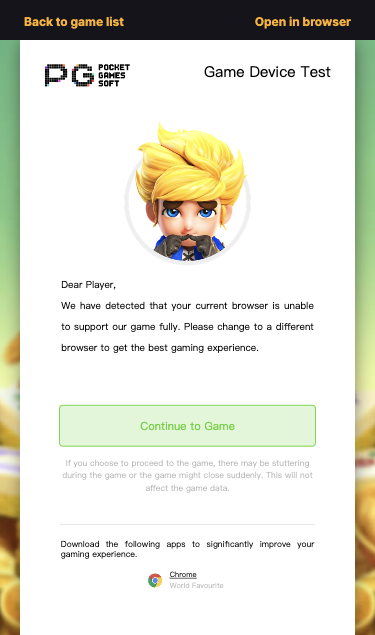 Back to game list
Open in browser
PG POCKET GAMES SOFT
Game Device Test
Dear Player,
We have detected that your current browser is unable
to support our game fully. Please change to a different
browser to get the best gaming experience.
Continue to Game
If you choose to proceed to the game, there may be stuttering
during the game or the game might close suddenly. This will not
affect the game data.
Download the following apps to significantly improve your
gaming experience.
Chrome
World Favourite